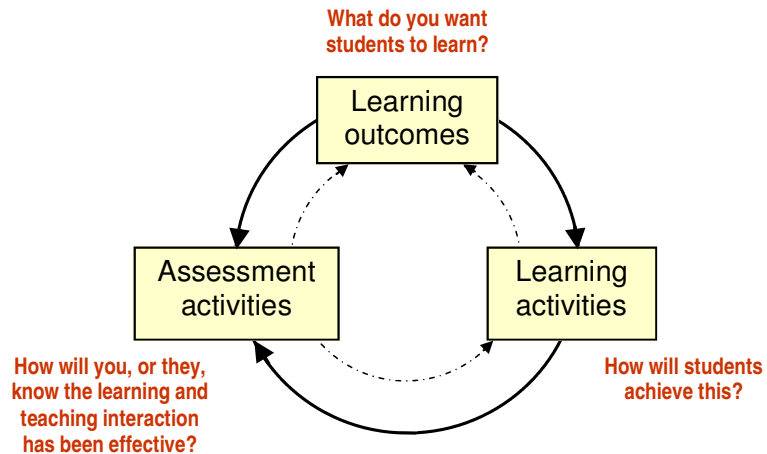 What do you want
students to learn?
Learning
outcomes
Assessment
activities
Learning
activities
How will you, or they,
know the learning and
teaching interaction
has been effective?
How will students
achieve this?